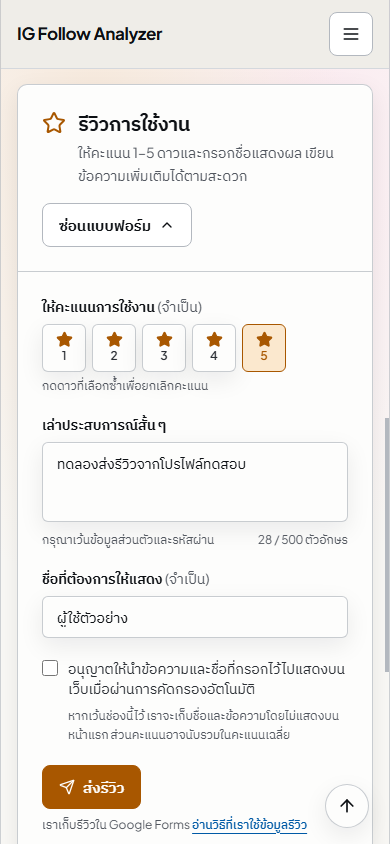 IG Follow Analyzer
รีวิวการใช้งาน
ให้คะแนน 1–5 ดาวและกรอกชื่อแสดงผล เขียน
ข้อความเพิ่มเติมได้ตามสะดวก
ซ่อนแบบฟอร์ม
ให้คะแนนการใช้งาน (จำเป็น)
1 2 3 4 5
กดดาวที่เลือกซ้ำเพื่อยกเลิกคะแนน
เล่าประสบการณ์สั้น ๆ
ทดลองส่งรีวิวจากโปรไฟล์ทดสอบ
กรุณาเว้นข้อมูลส่วนตัวและรหัสผ่าน 28 / 500 ตัวอักษร
ชื่อที่ต้องการให้แสดง (จำเป็น)
ผู้ใช้ตัวอย่าง
อนุญาตให้นำข้อความและชื่อที่กรอกไว้ไปแสดงบน
เว็บเมื่อผ่านการคัดกรองอัตโนมัติ
หากเว้นช่องนี้ไว้ เราจะเก็บชื่อและข้อความโดยไม่แสดงบน
หน้าแรก ส่วนคะแนนอาจนับรวมในคะแนนเฉลี่ย
ส่งรีวิว
เราเก็บรีวิวใน Google Forms อ่านวิธีที่เราใช้ข้อมูลรีวิว